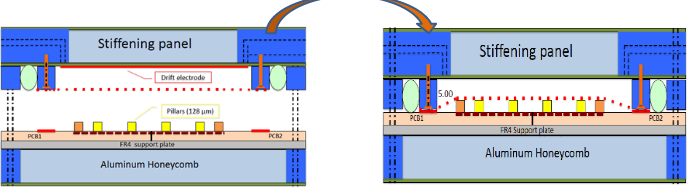 Stiffening panel
Drift electrode
Pillars (128 µm)
PCB1
PCB2
FR4 support plate
Aluminum Honeycomb
Stiffening panel
5.00
PCB1
PCB2
FR4 Support plate
Aluminum Honeycomb